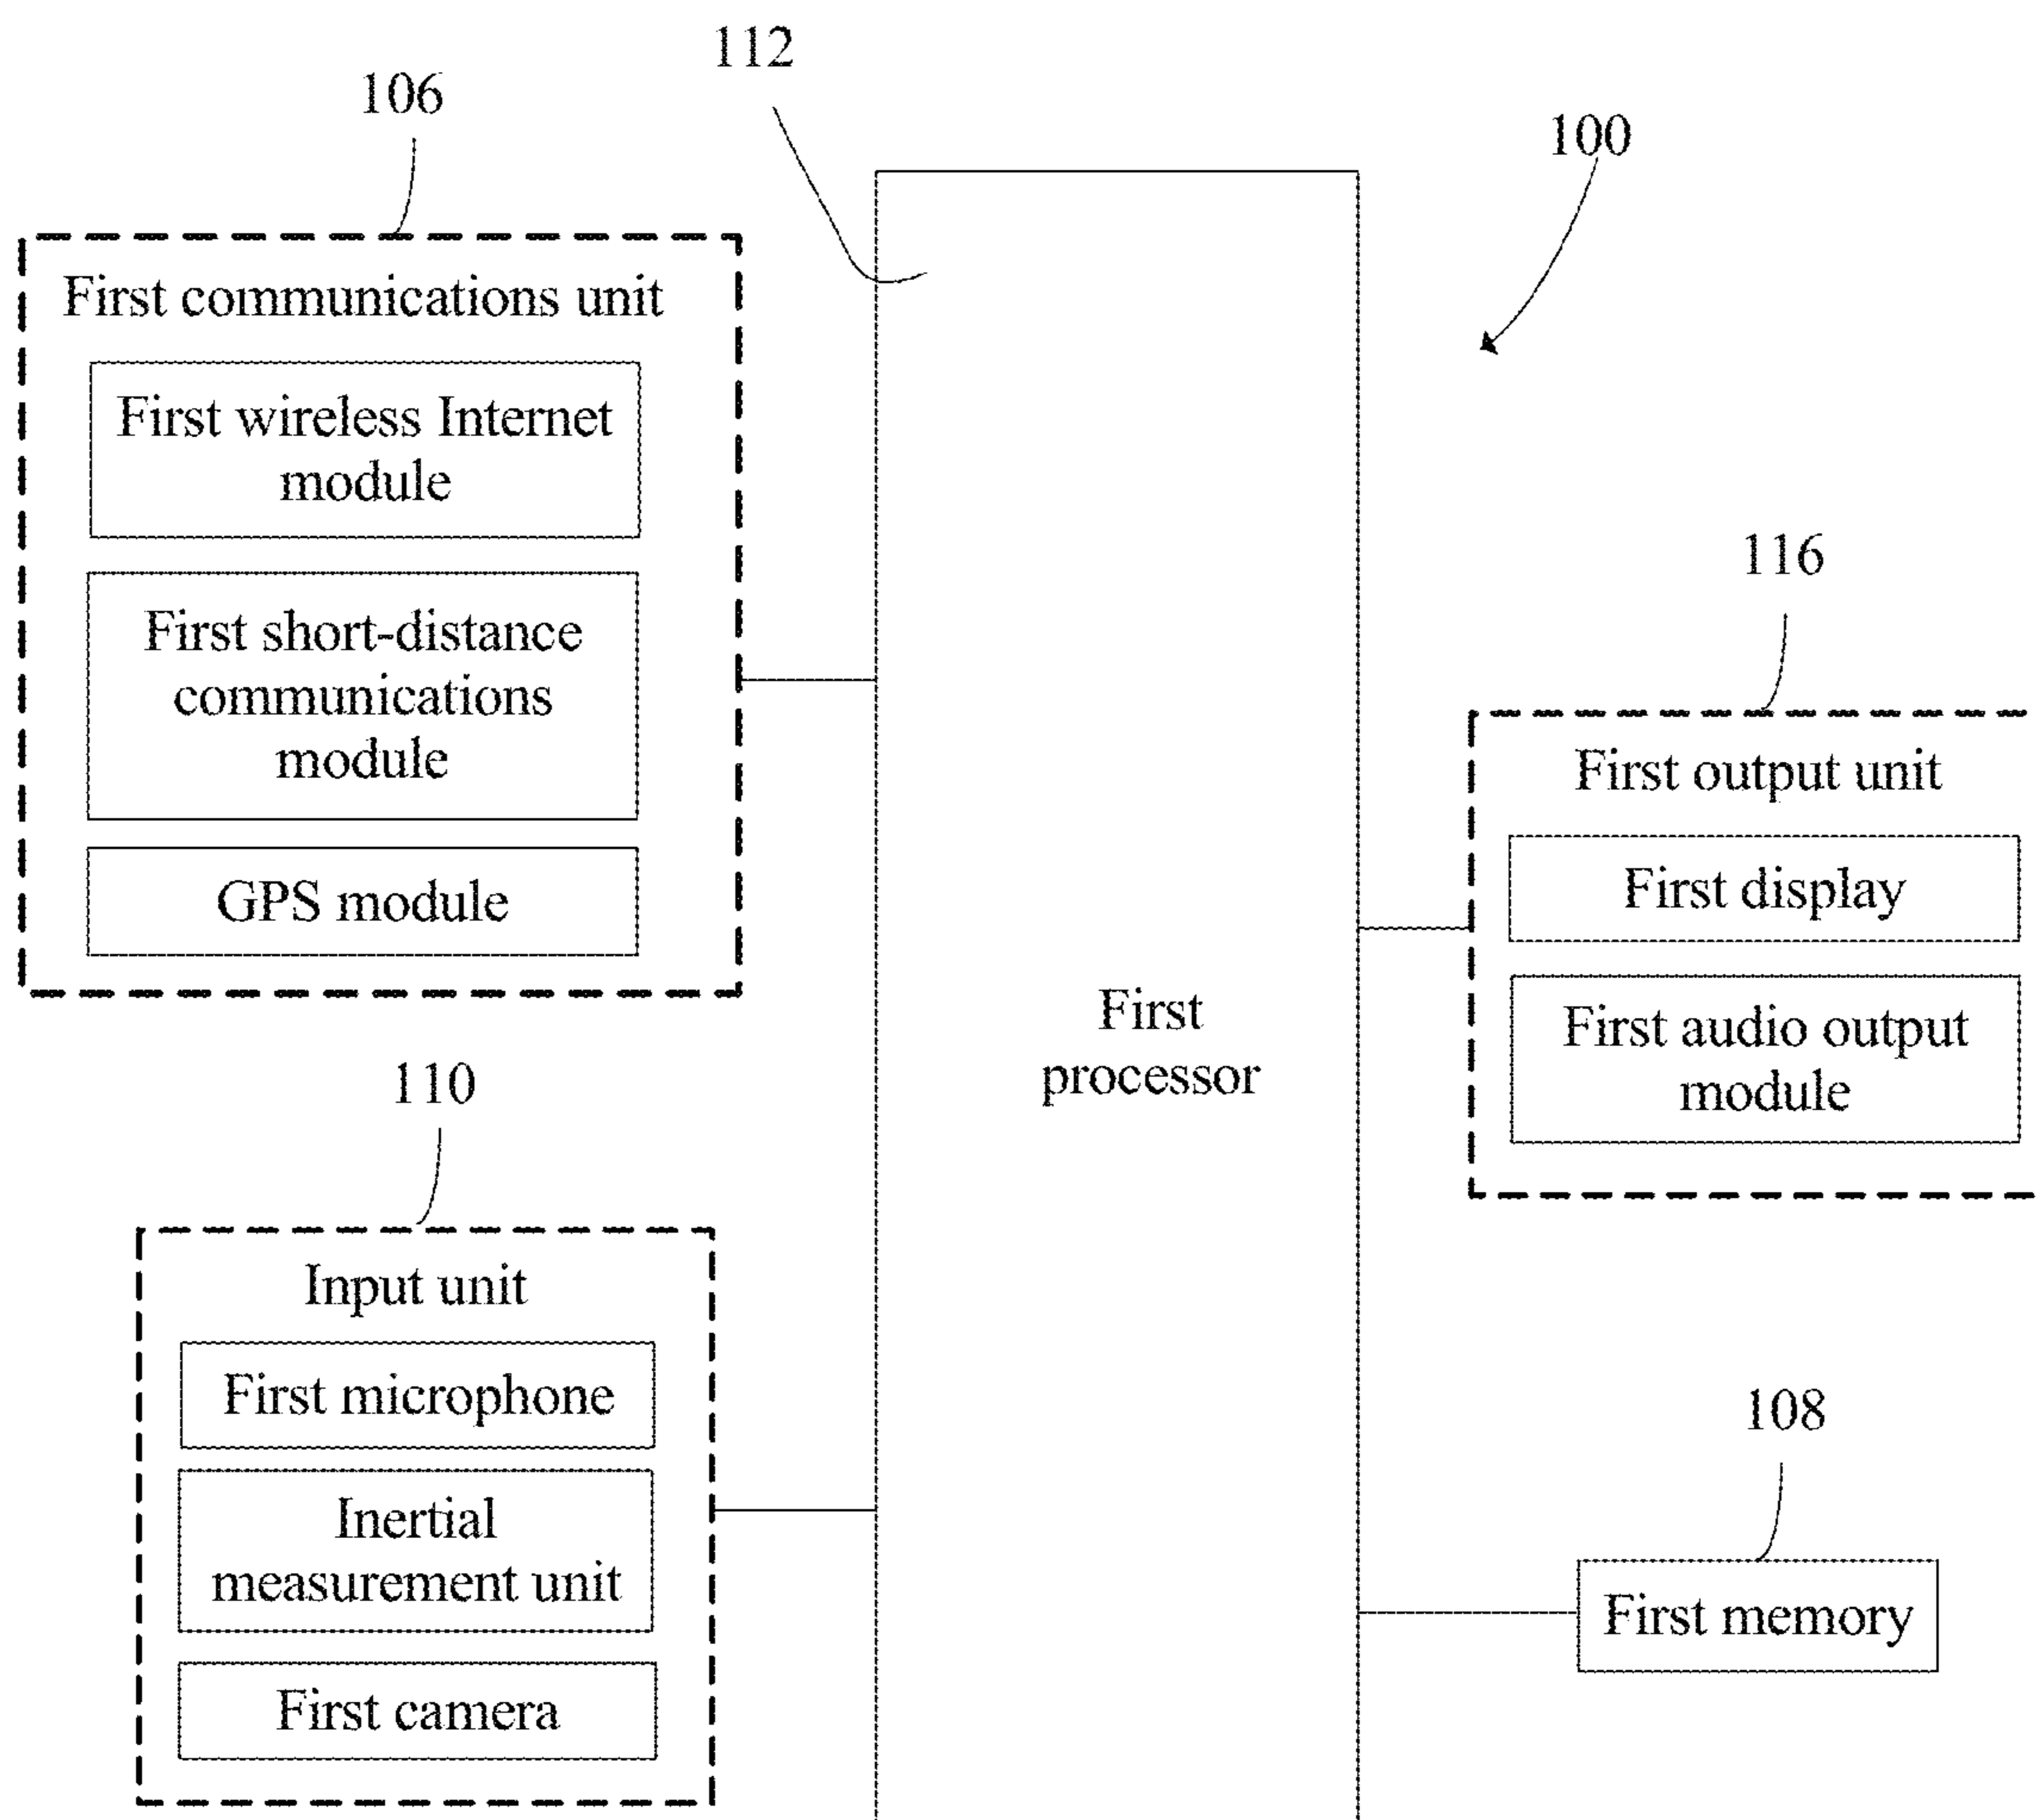 112
106
100
First communications unit
First wireless Internet
module
First short-distance
communications
module
GPS module
116
First output unit
First display
First audio output
module
First
processor
110
Input unit
First microphone
Inertial
measurement unit
First camera
108
First memory